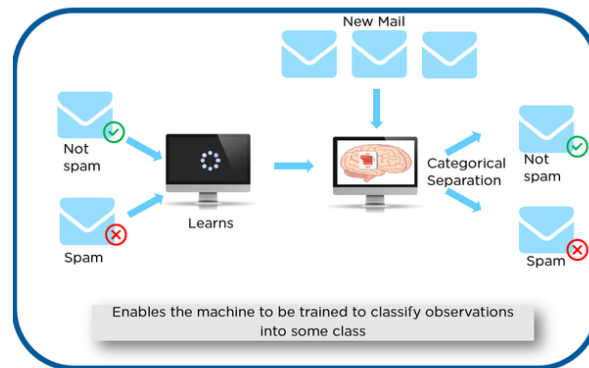 New Mail
Not
spam
Spam
Learns
Categorical
Separation
Not
spam
Spam
Enables the machine to be trained to classify observations
into some class